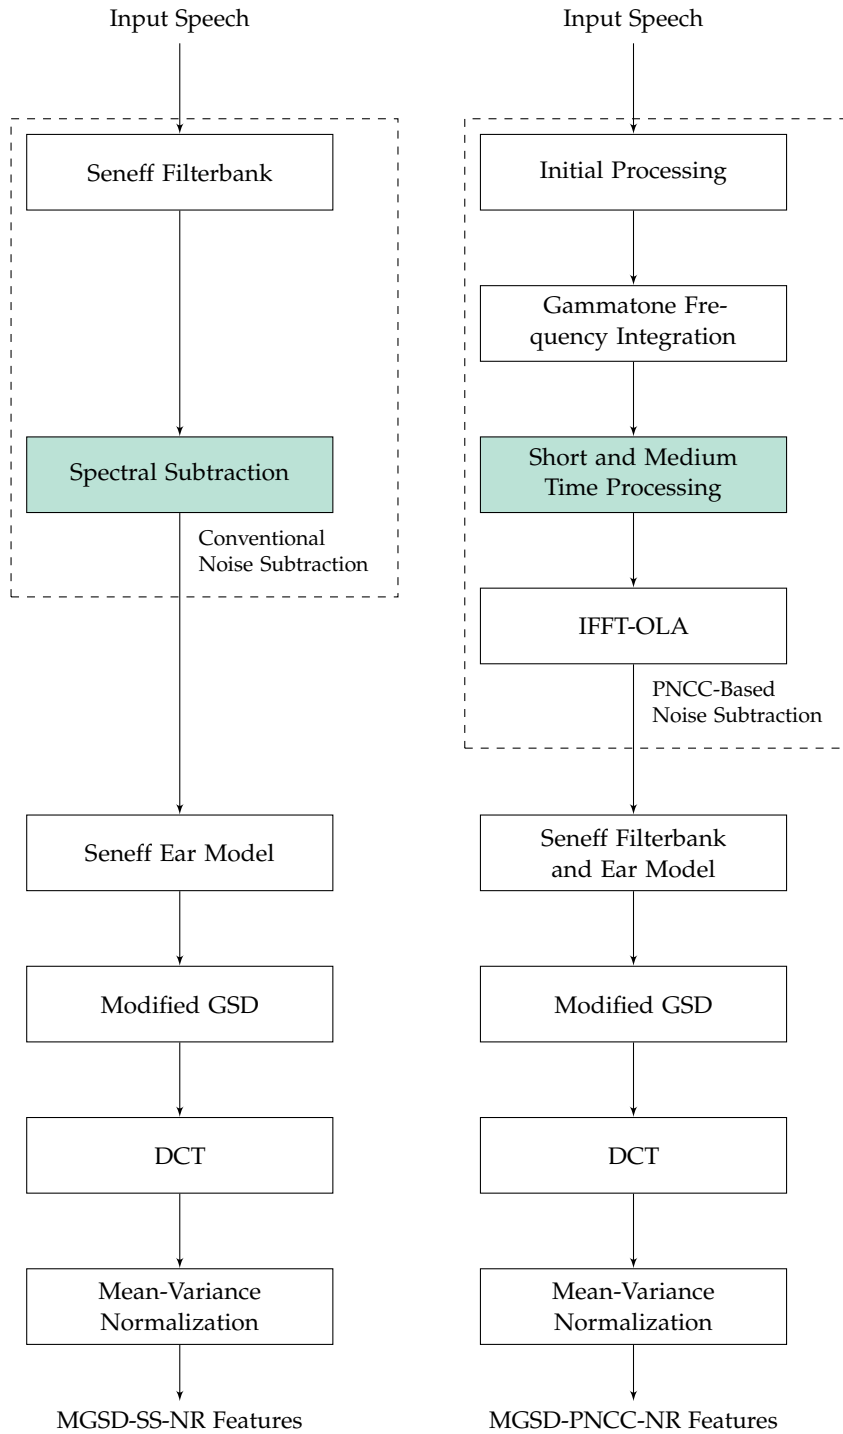 Input Speech
Seneff Filterbank
Spectral Subtraction
Conventional
Noise Subtraction
Seneff Ear Model
Modified GSD
DCT
Mean-Variance
Normalization
MGSD-SS-NR Features
Input Speech
Initial Processing
Gammatone Fre-
quency Integration
Short and Medium
Time Processing
IFFT-OLA
PNCC-Based
Noise Subtraction
Seneff Filterbank
and Ear Model
Modified GSD
DCT
Mean-Variance
Normalization
MGSD-PNCC-NR Features